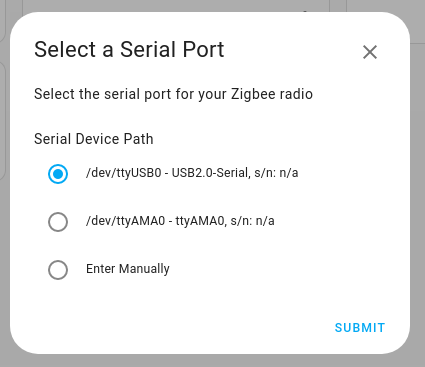 Select a Serial Port
Select the serial port for your Zigbee radio
Serial Device Path
/dev/ttyUSB0 - USB2.0-Serial, s/n: n/a
/dev/ttyAMA0 - ttyAMA0, s/n: n/a
Enter Manually
SUBMIT